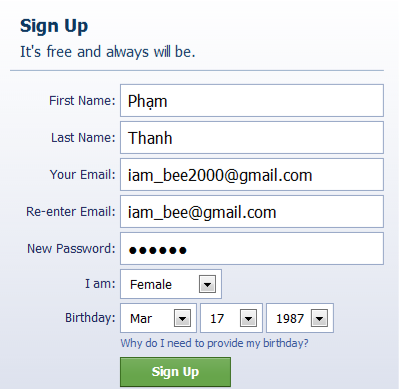 Sign Up
It's free and always will be.
First Name: Phạm
Last Name: Thanh
Your Email: iam_bee2000@gmail.com
Re-enter Email: iam_bee@gmail.com
New Password: ●●●●●●
I am: Female
Birthday: Mar 17 1987
Why do I need to provide my birthday?
Sign Up